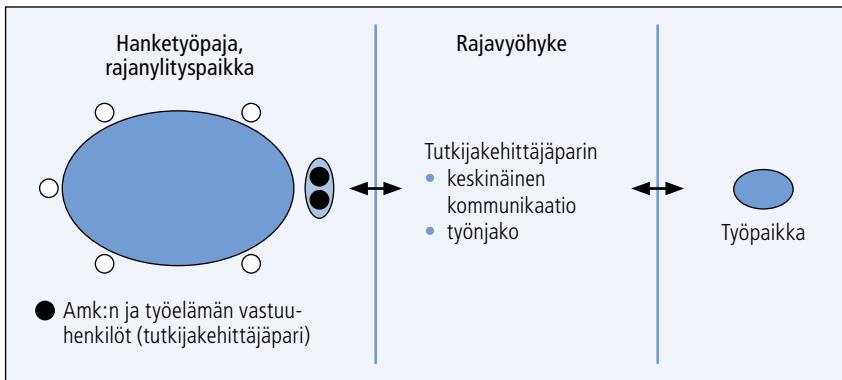 Hanketyöpaja,
rajanylityspaikka
Amk:n ja työelämän vastuu-
henkilöt (tutkijakehittäjäpari)
Rajavyöhyke
Tutkijakehittäjäparin
• keskinäinen
kommunikaatio
• työnjako
Työpaikka